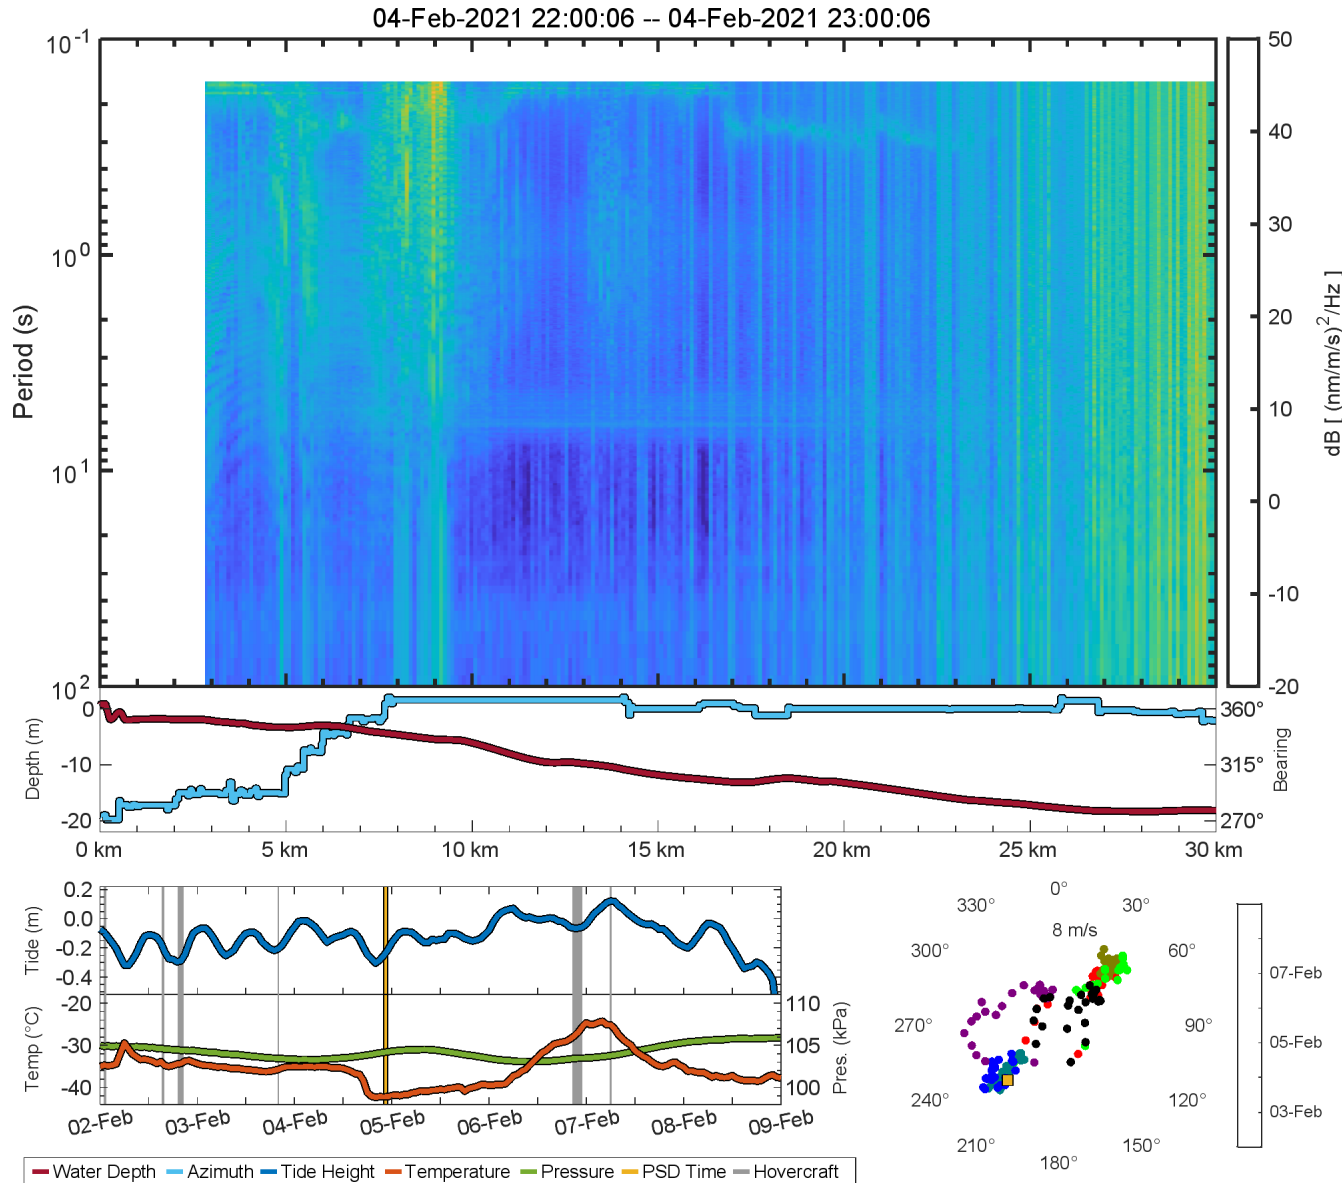 04-Feb-2021 22:00:06 -- 04-Feb-2021 23:00:06
10^-1
10^0
10^1
10^2
Period (s)
50
40
30
20
10
0
-10
-20
dB [ (nm/m/s)^2/Hz ]
0
-10
-20
Depth (m)
360°
315°
270°
Bearing
0 km
5 km
10 km
15 km
20 km
25 km
30 km
0.2
0.0
-0.2
-0.4
Tide (m)
-20
-30
-40
Temp (°C)
110
105
100
Pres. (kPa)
02-Feb
03-Feb
04-Feb
05-Feb
06-Feb
07-Feb
08-Feb
09-Feb
0°
30°
60°
90°
120°
150°
180°
210°
240°
270°
300°
330°
8 m/s
07-Feb
05-Feb
03-Feb
Water Depth Azimuth Tide Height Temperature Pressure PSD Time Hovercraft